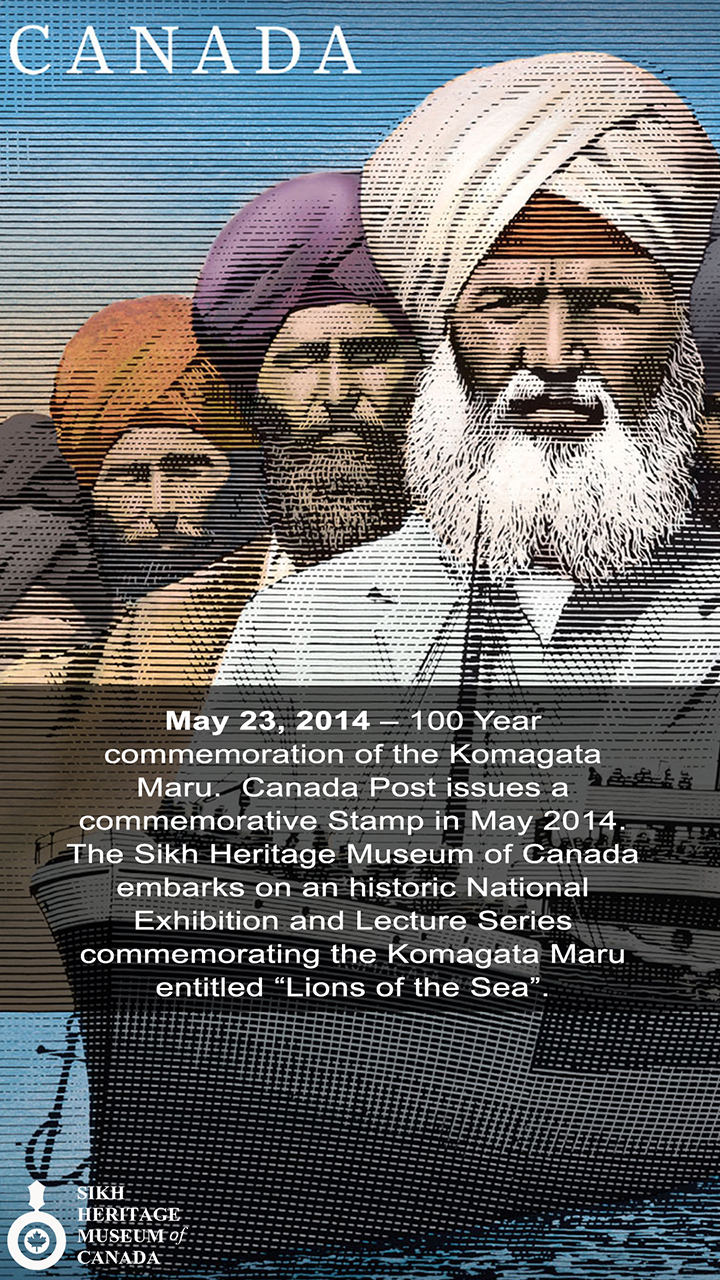 CANADA
May 23, 2014 – 100 Year
commemoration of the Komagata
Maru.  Canada Post issues a
commemorative Stamp in May 2014.
The Sikh Heritage Museum of Canada
embarks on an historic National
Exhibition and Lecture Series
commemorating the Komagata Maru
entitled “Lions of the Sea”.
SIKH
HERITAGE
MUSEUM of
CANADA